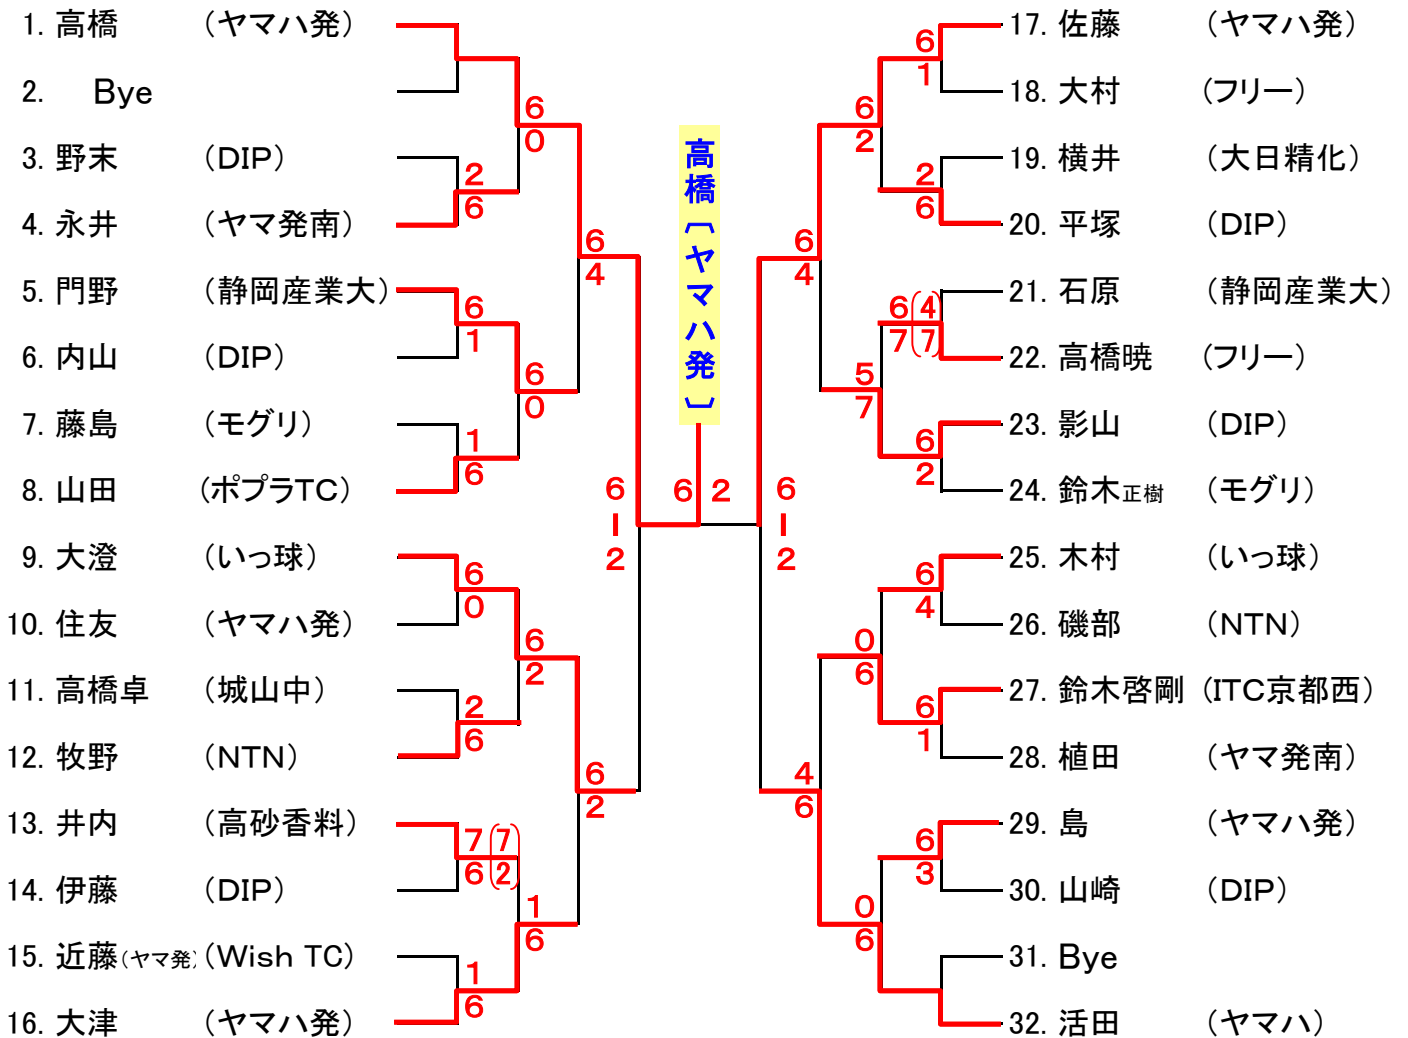 1. 高橋 (ヤマハ発)
2. Bye
6
0
3. 野末 (DIP)
2
6
4. 永井 (ヤマ発南)
6
4
5. 門野 (静岡産業大)
6
1
6. 内山 (DIP)
6
0
7. 藤島 (モグリ)
1
6
8. 山田 (ポプラTC)
6-2
9. 大澄 (いっ球)
6
0
10. 住友 (ヤマハ発)
6
2
11. 高橋卓 (城山中)
2
6
12. 牧野 (NTN)
6
2
13. 井内 (高砂香料)
7(7
6 2)
14. 伊藤 (DIP)
1
6
15. 近藤(ヤマ発)(Wish TC)
1
6
16. 大津 (ヤマハ発)
高橋〔ヤマハ発〕
6 2
17. 佐藤 (ヤマハ発)
6
1
18. 大村 (フリー)
6
2
19. 横井 (大日精化)
2
6
20. 平塚 (DIP)
6
4
21. 石原 (静岡産業大)
6(4
7 7)
22. 高橋暁 (フリー)
5
7
23. 影山 (DIP)
6
2
24. 鈴木正樹 (モグリ)
6-2
25. 木村 (いっ球)
6
4
26. 磯部 (NTN)
0
6
27. 鈴木啓剛 (ITC京都西)
6
1
28. 植田 (ヤマ発南)
4
6
29. 島 (ヤマハ発)
6
3
30. 山崎 (DIP)
0
6
31. Bye
32. 活田 (ヤマハ)